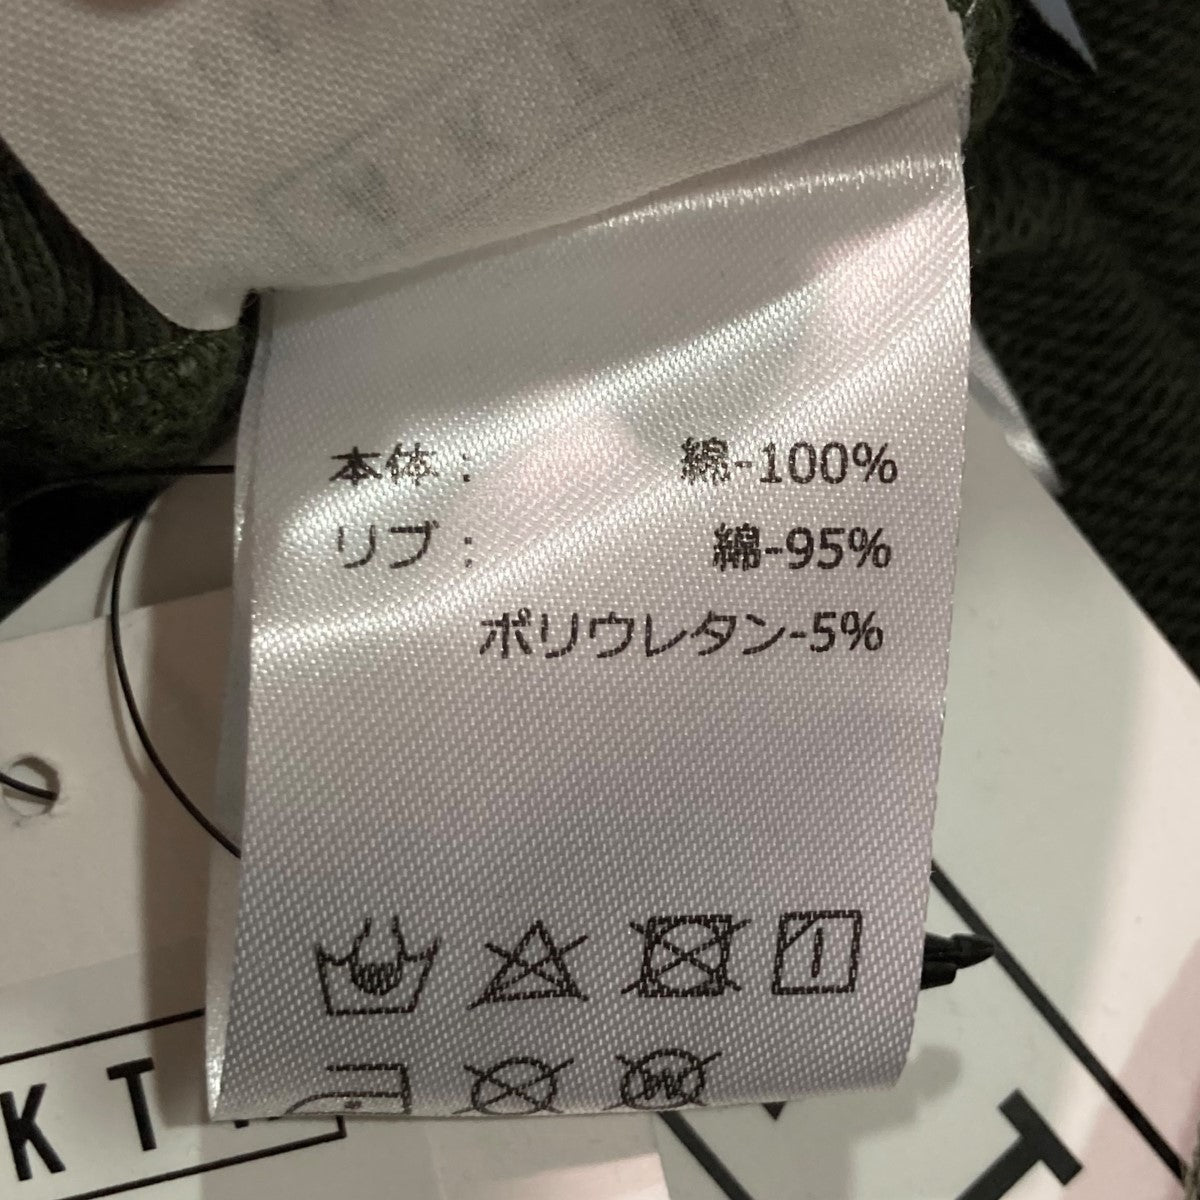 本体： 綿-100%
リブ： 綿-95%
ポリウレタン-5%
K T